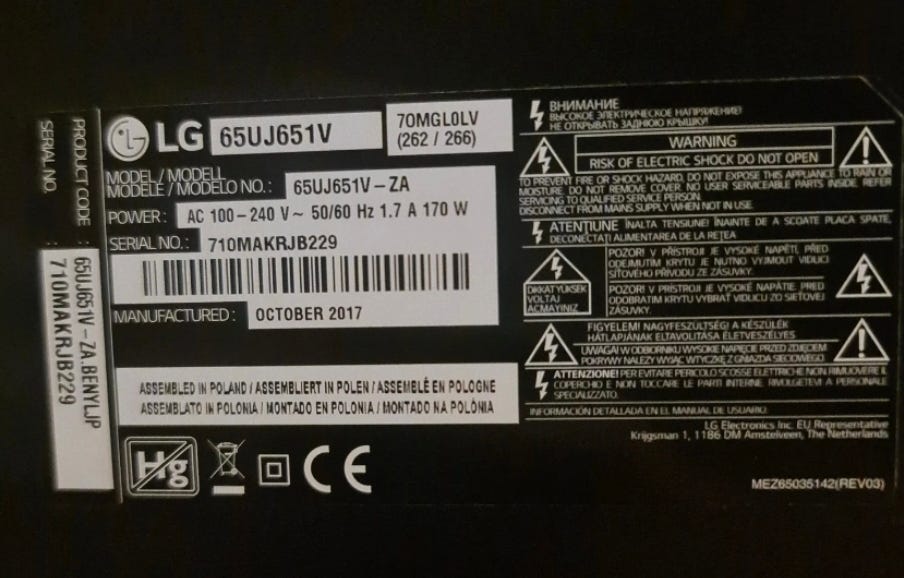 PRODUCT CODE : 65UJ651V-ZA.BENYLJP
SERIAL NO. : 710MAKRJB229
LG 65UJ651V
70MGL0LV
(262 / 266)
MODEL / MODELL
MODÈLE / MODELO NO.: 65UJ651V-ZA
POWER: AC 100-240 V~ 50/60 Hz 1.7 A 170 W
SERIAL NO.: 710MAKRJB229
MANUFACTURED: OCTOBER 2017
ASSEMBLED IN POLAND / ASSEMBLIERT IN POLEN / ASSEMBLÉ EN POLOGNE
ASSEMBLATO IN POLONIA / MONTADO EN POLONIA / MONTADO NA POLÔNIA
Hg
CE
ВНИМАНИЕ
ВЫСОКОЕ ЭЛЕКТРИЧЕСКОЕ НАПРЯЖЕНИЕ!
НЕ ОТКРЫВАТЬ ЗАДНЮЮ КРЫШКУ!
WARNING
RISK OF ELECTRIC SHOCK DO NOT OPEN
TO PREVENT FIRE OR SHOCK HAZARD, DO NOT EXPOSE THIS APPLIANCE TO RAIN OR
MOISTURE. DO NOT REMOVE COVER. NO USER SERVICEABLE PARTS INSIDE. REFER
SERVICING TO QUALIFIED SERVICE PERSON.
DISCONNECT FROM MAINS SUPPLY WHEN NOT IN USE.
ATENȚIUNE ÎNALTA TENSIUNE! ÎNAINTE DE A SCOATE PLACA SPATE,
DECONECTAȚI ALIMENTAREA DE LA REȚEA
DIKKAT YUKSEK
VOLTAJ
ACMAYINIZ
POZOR! V PŘÍSTROJI JE VYSOKÉ NAPĚTÍ, PŘED
ODEJMUTÍM KRYTU JE NUTNO VYJMOUT VIDLICI
SÍŤOVÉHO PŘÍVODU ZE ZÁSUVKY.
POZOR! V PRÍSTROJI JE VYSOKÉ NAPÄTIE. PRED
ODOBRATÍM KRYTU VYBRAŤ VIDLICU ZO SIEŤOVEJ
ZÁSUVKY.
FIGYELEM! NAGYFESZÜLTSÉG! A KÉSZÜLÉK
HÁTLAPJÁNAK ELTÁVOLÍTÁSA ÉLETVESZÉLYES
UWAGA! W ODBIORNIKU WYSOKIE NAPIĘCIE PRZED ZDJĘCIEM
POKRYWY NALEŻY WYJĄĆ WTYCZKĘ Z GNIAZDA SIECIOWEGO
ATTENZIONE! PER EVITARE PERICOLO SCOSSE ELETTRICHE NON RIMUOVERE IL
COPERCHIO E NON TOCCARE LE PARTI INTERNE RIVOLGETEVI A PERSONALE
SPECIALIZZATO.
INFORMACIÓN DETALLADA EN EL MANUAL DE USUARIO.
LG Electronics Inc. EU Representative
Krijgsman 1, 1186 DM Amstelveen, The Netherlands
MEZ65035142(REV03)